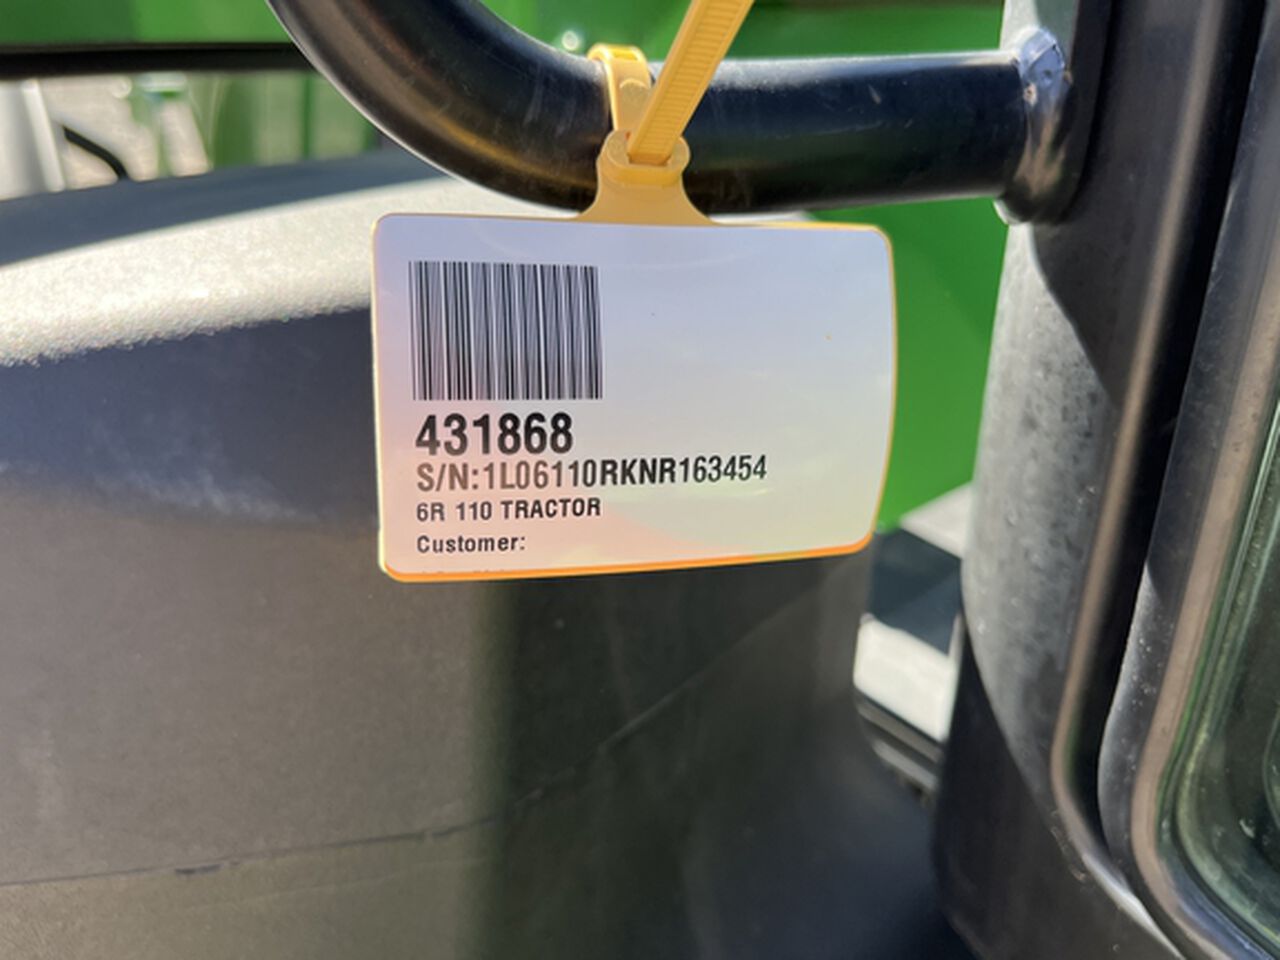 431868
S/N:1L06110RKNR163454
6R 110 TRACTOR
Customer: